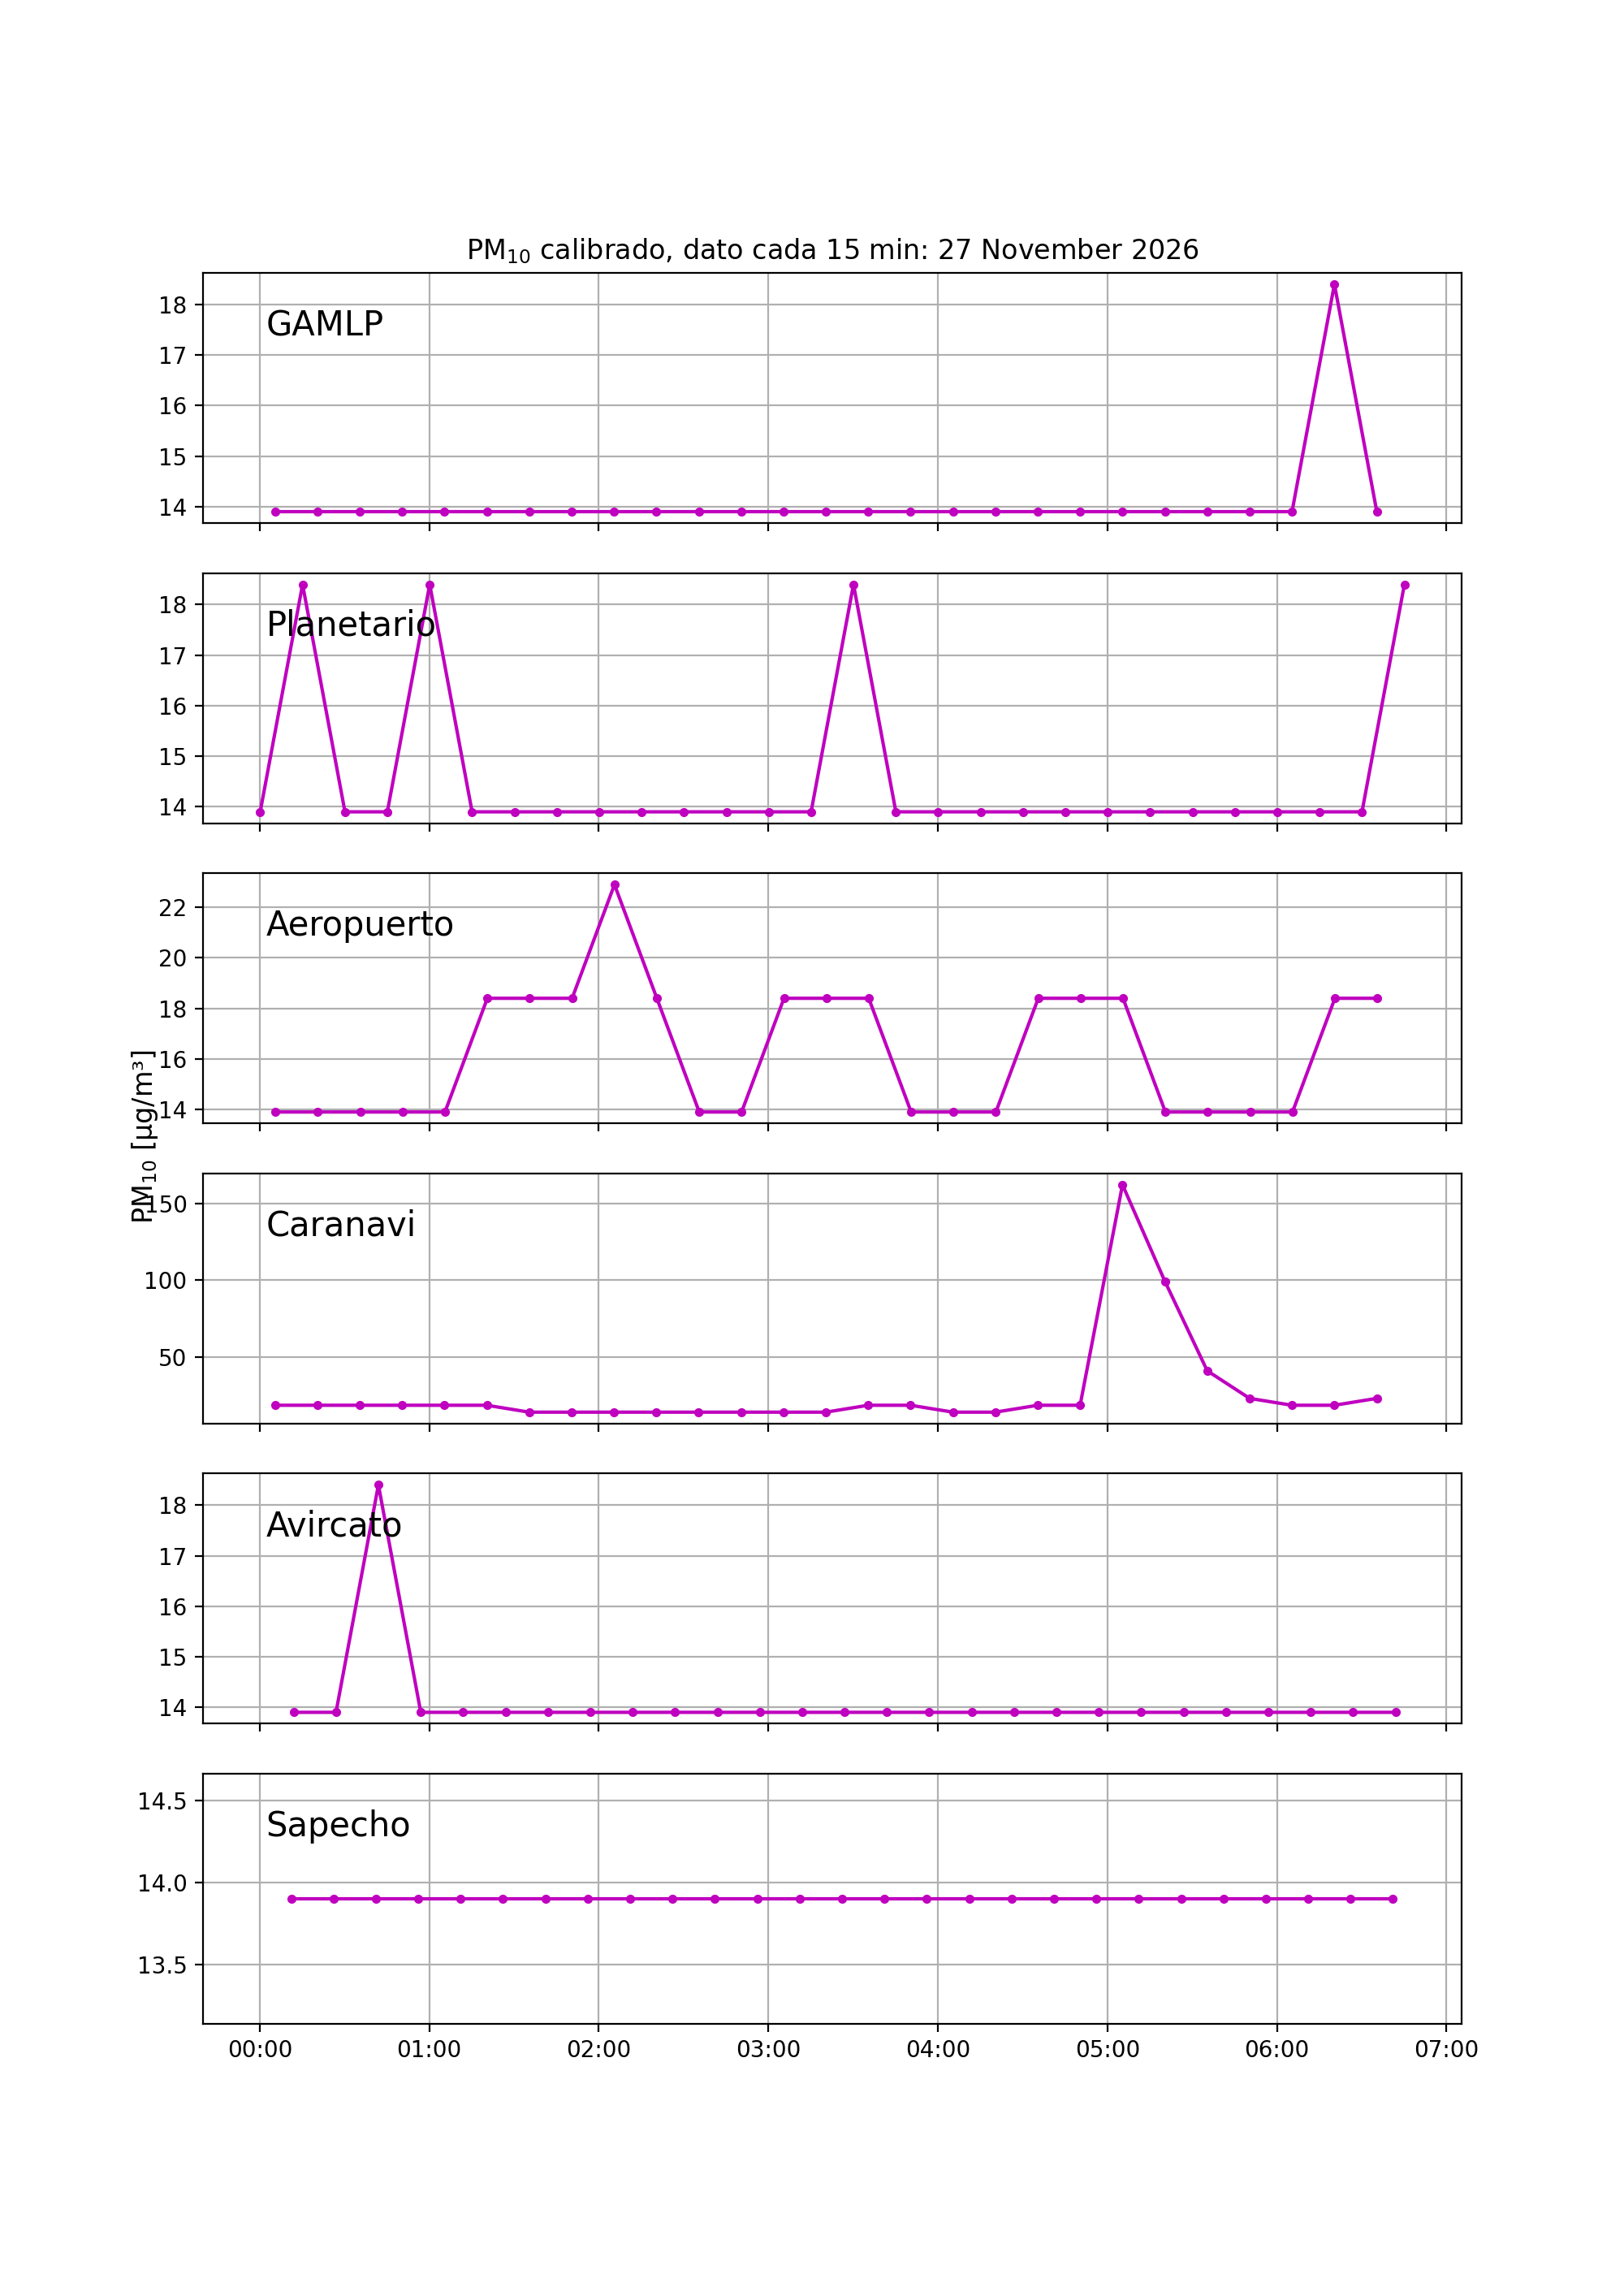 PM₁₀ calibrado, dato cada 15 min: 27 November 2026
GAMLP
18
17
16
15
14
Planetario
18
17
16
15
14
Aeropuerto
22
20
18
16
14
PM₁₀ [µg/m³]
Caranavi
150
100
50
Avircato
18
17
16
15
14
Sapecho
14.5
14.0
13.5
00:00 01:00 02:00 03:00 04:00 05:00 06:00 07:00